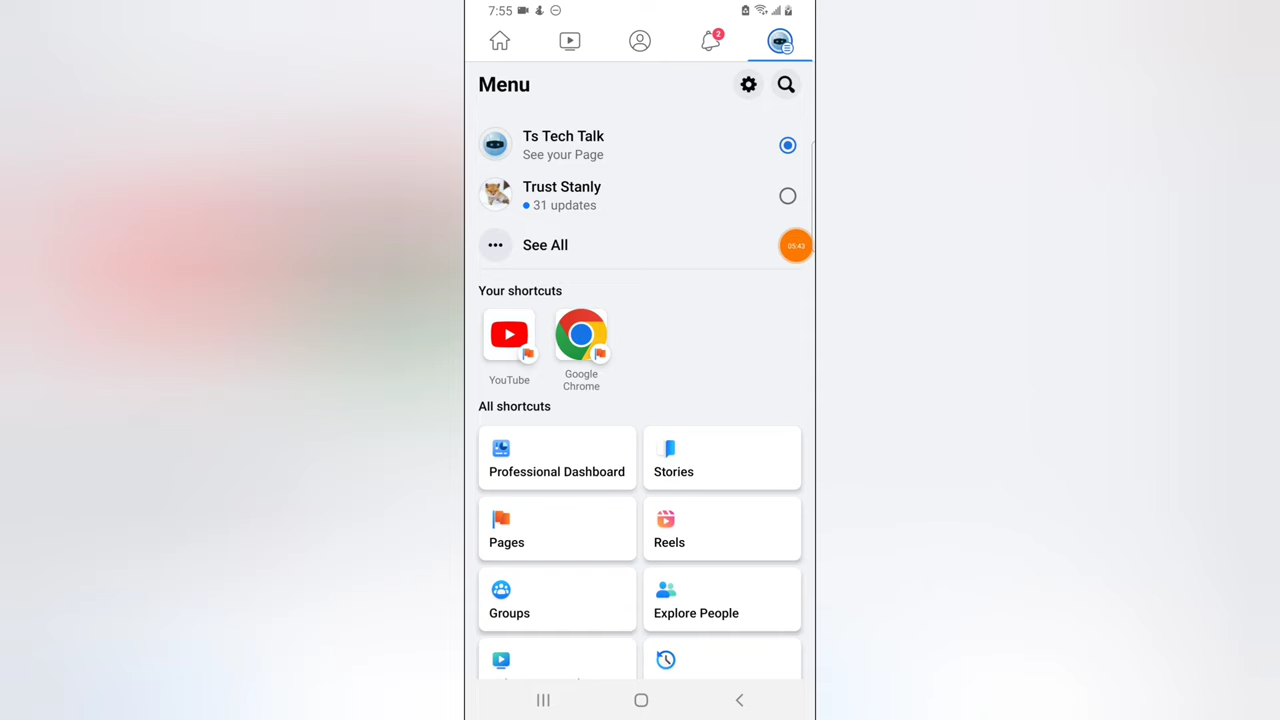 7:55
2
Menu
Ts Tech Talk
See your Page
Trust Stanly
31 updates
See All
05:43
Your shortcuts
YouTube
Google
Chrome
All shortcuts
Professional Dashboard
Stories
Pages
Reels
Groups
Explore People